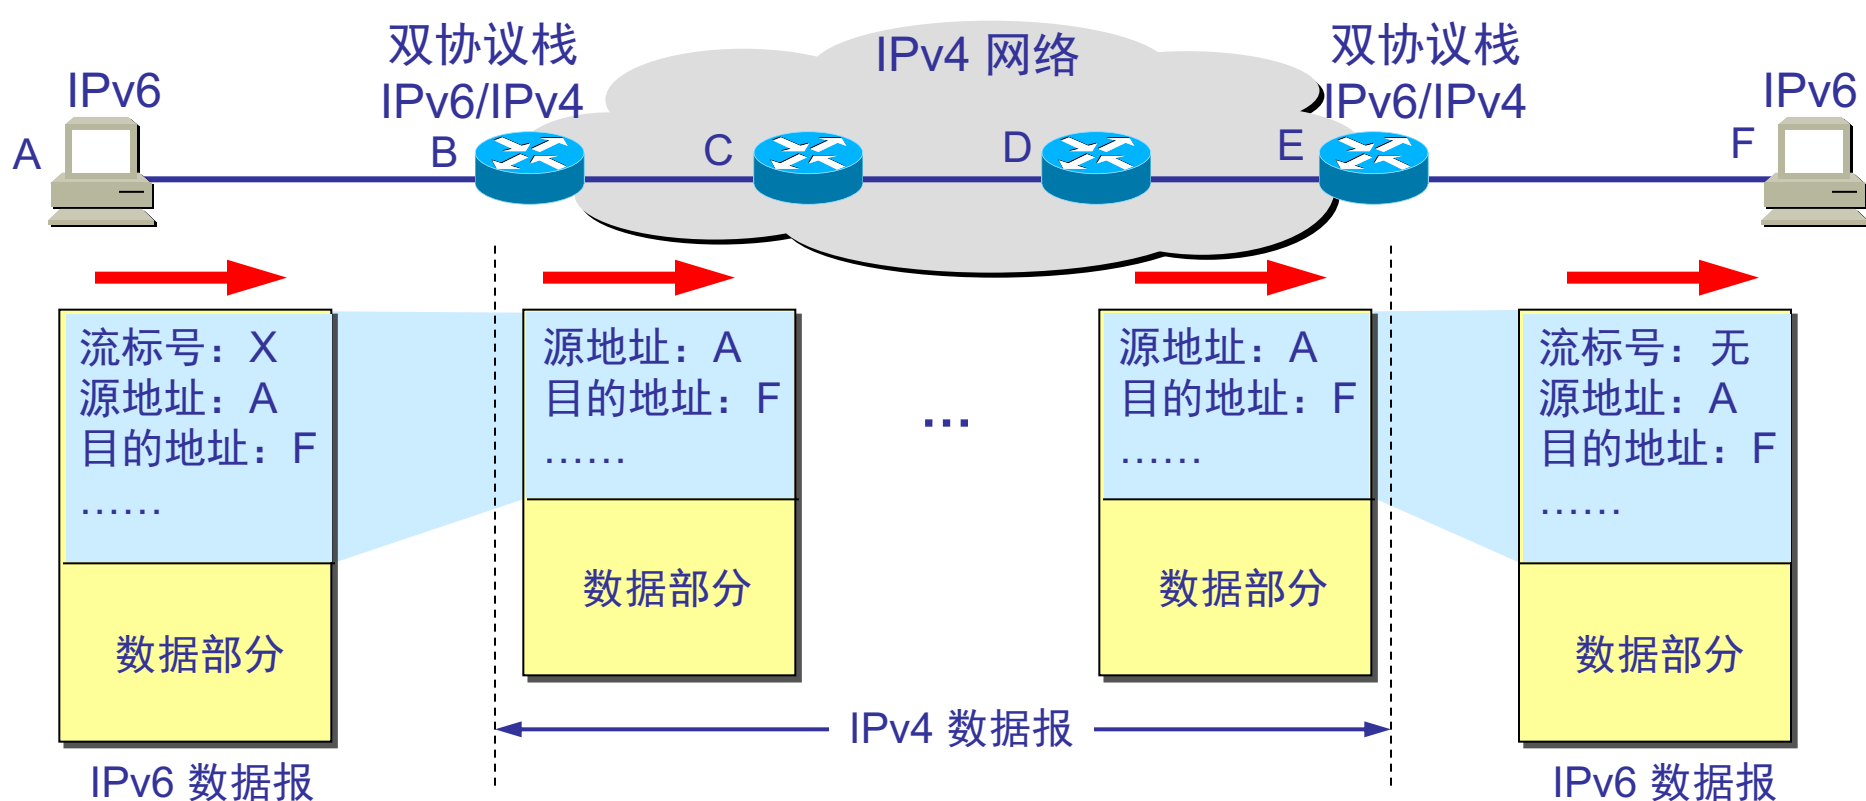 双协议栈
IPv6/IPv4
IPv4 网络
双协议栈
IPv6/IPv4
IPv6
IPv6
A
B
C
D
E
F
流标号：X
源地址：A
目的地址：F
……
数据部分
IPv6 数据报
源地址：A
目的地址：F
……
数据部分
…
源地址：A
目的地址：F
……
数据部分
IPv4 数据报
流标号：无
源地址：A
目的地址：F
……
数据部分
IPv6 数据报